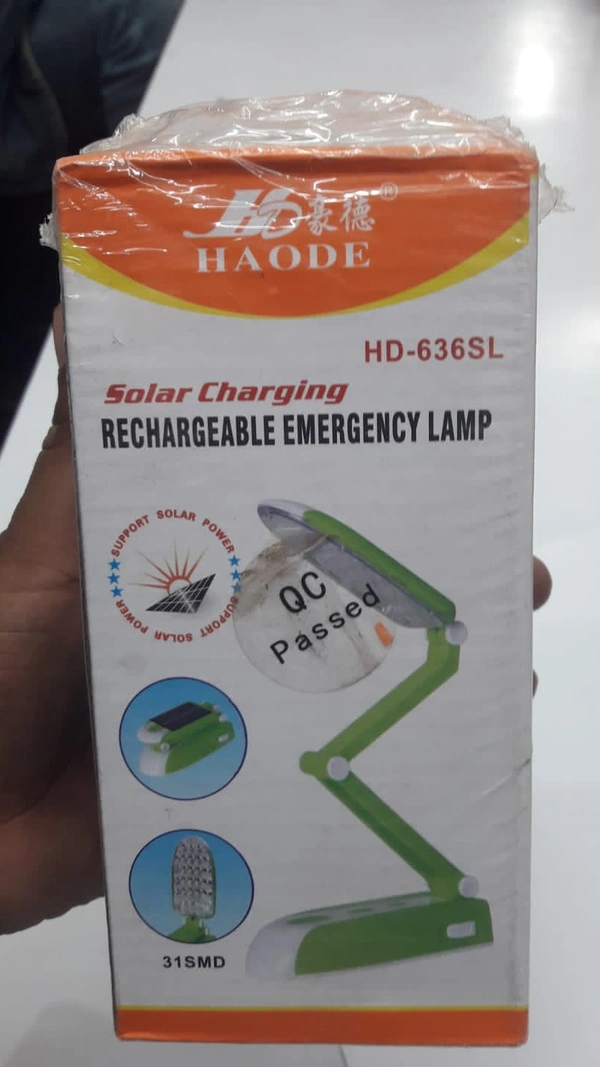 HD豪德®
HAODE
HD-636SL
Solar Charging
RECHARGEABLE EMERGENCY LAMP
SUPPORT SOLAR POWER
SUPPORT SOLAR POWER
QC
Passed
31SMD